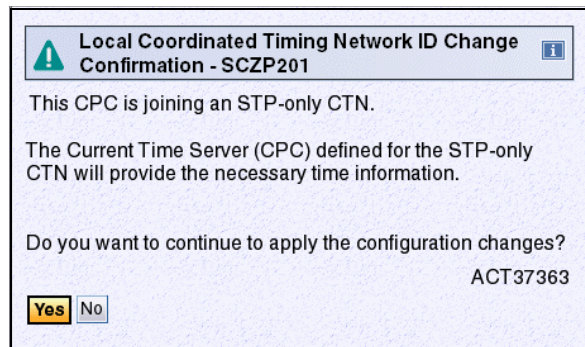 Local Coordinated Timing Network ID Change
Confirmation - SCZP201
i
This CPC is joining an STP-only CTN.
The Current Time Server (CPC) defined for the STP-only
CTN will provide the necessary time information.
Do you want to continue to apply the configuration changes?
ACT37363
Yes No